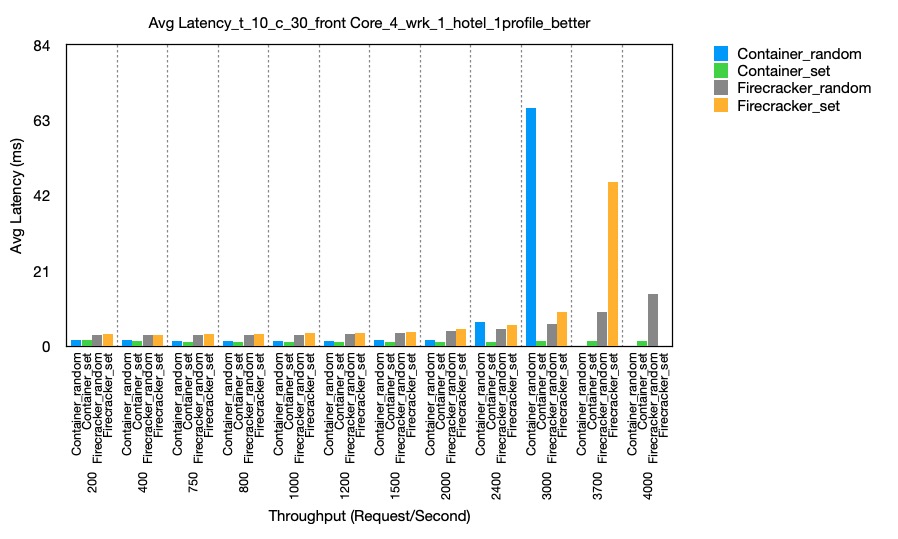 Avg Latency_t_10_c_30_front Core_4_wrk_1_hotel_1profile_better
Avg Latency (ms)
84
63
42
21
0
Container_random
Container_set
Firecracker_random
Firecracker_set
Container_random
Container_set
Firecracker_random
Firecracker_set
200
Container_random
Container_set
Firecracker_random
Firecracker_set
400
Container_random
Container_set
Firecracker_random
Firecracker_set
750
Container_random
Container_set
Firecracker_random
Firecracker_set
800
Container_random
Container_set
Firecracker_random
Firecracker_set
1000
Container_random
Container_set
Firecracker_random
Firecracker_set
1200
Container_random
Container_set
Firecracker_random
Firecracker_set
1500
Container_random
Container_set
Firecracker_random
Firecracker_set
2000
Container_random
Container_set
Firecracker_random
Firecracker_set
2400
Container_random
Container_set
Firecracker_random
Firecracker_set
3000
Container_random
Container_set
Firecracker_random
Firecracker_set
3700
Container_random
Container_set
Firecracker_random
Firecracker_set
4000
Throughput (Request/Second)